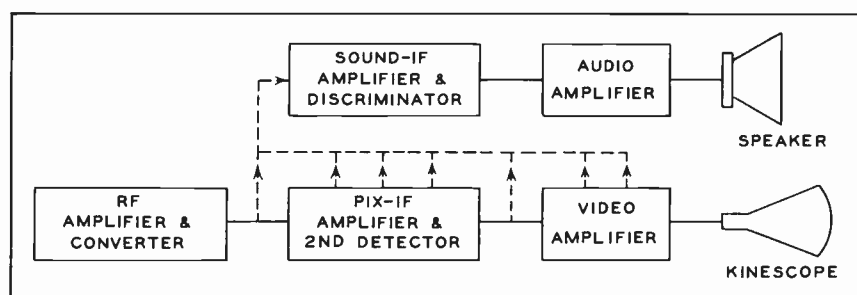 SOUND-IF
AMPLIFIER &
DISCRIMINATOR
AUDIO
AMPLIFIER
SPEAKER
RF
AMPLIFIER &
CONVERTER
PIX-IF
AMPLIFIER &
2ND DETECTOR
VIDEO
AMPLIFIER
KINESCOPE